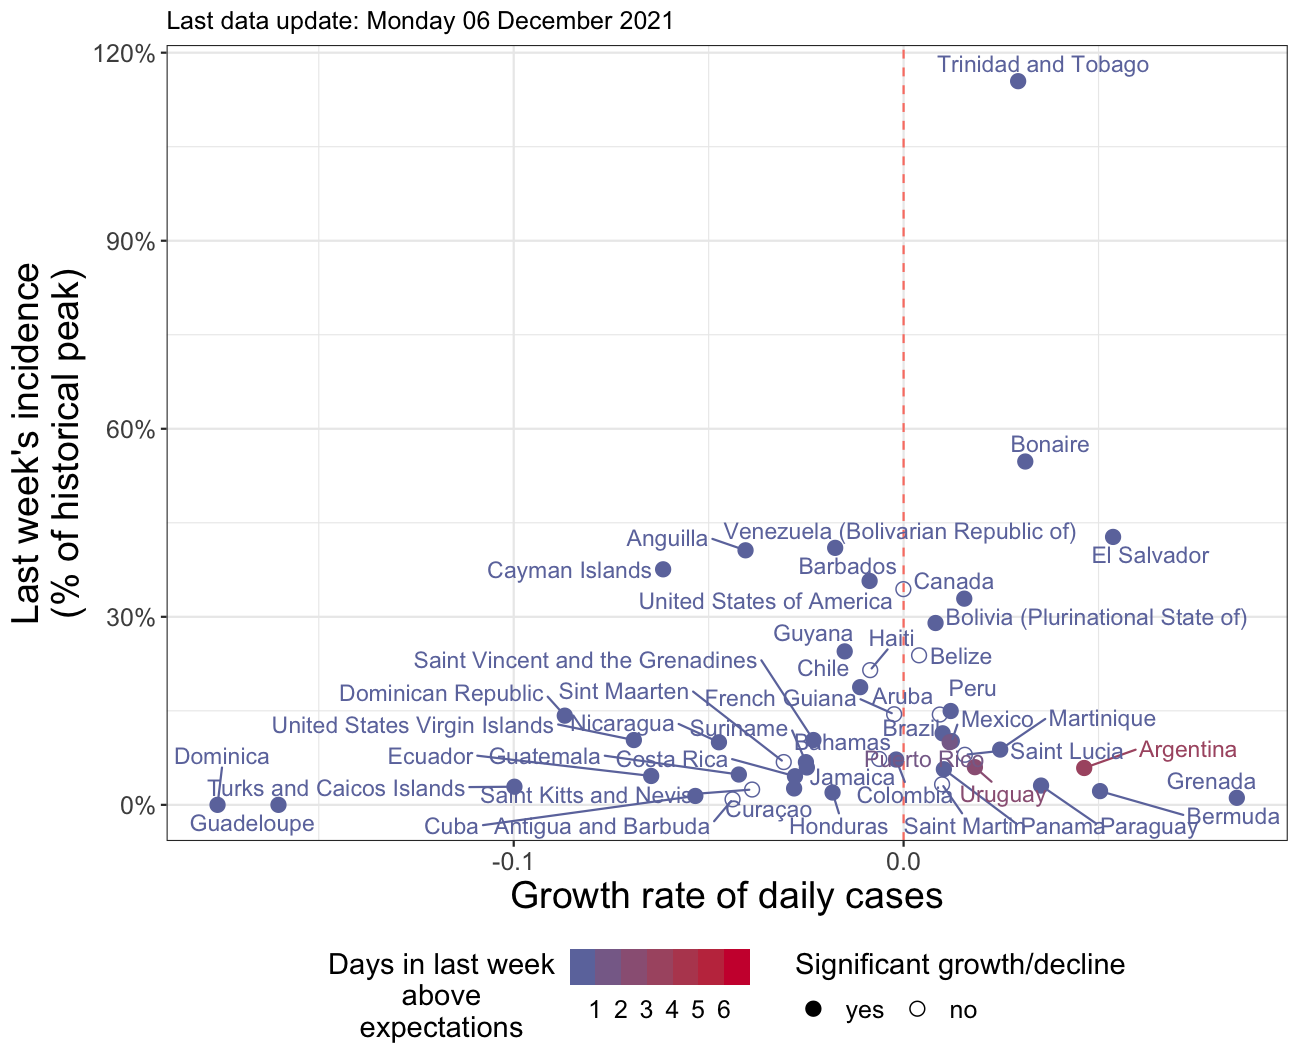 Last data update: Monday 06 December 2021
120%
Trinidad and Tobago
90%
Last week's incidence
(% of historical peak)
60%
Bonaire
Anguilla
Venezuela (Bolivarian Republic of)
El Salvador
Cayman Islands
Barbados
Canada
United States of America
30%
Bolivia (Plurinational State of)
Guyana
Haiti
Belize
Saint Vincent and the Grenadines
Chile
Dominican Republic
Sint Maarten
French Guiana
Aruba
Peru
United States Virgin Islands
Nicaragua
Suriname
Brazil
Mexico
Martinique
Dominica
Ecuador
Guatemala
Costa Rica
Bahamas
Puerto Rico
Saint Lucia
Argentina
Turks and Caicos Islands
Saint Kitts and Nevis
Jamaica
Colombia
Uruguay
Grenada
0%
Guadeloupe
Cuba
Antigua and Barbuda
Curaçao
Honduras
Saint Martin
Panama
Paraguay
Bermuda
-0.1
0.0
Growth rate of daily cases
Days in last week
above
expectations
1 2 3 4 5 6
Significant growth/decline
yes
no